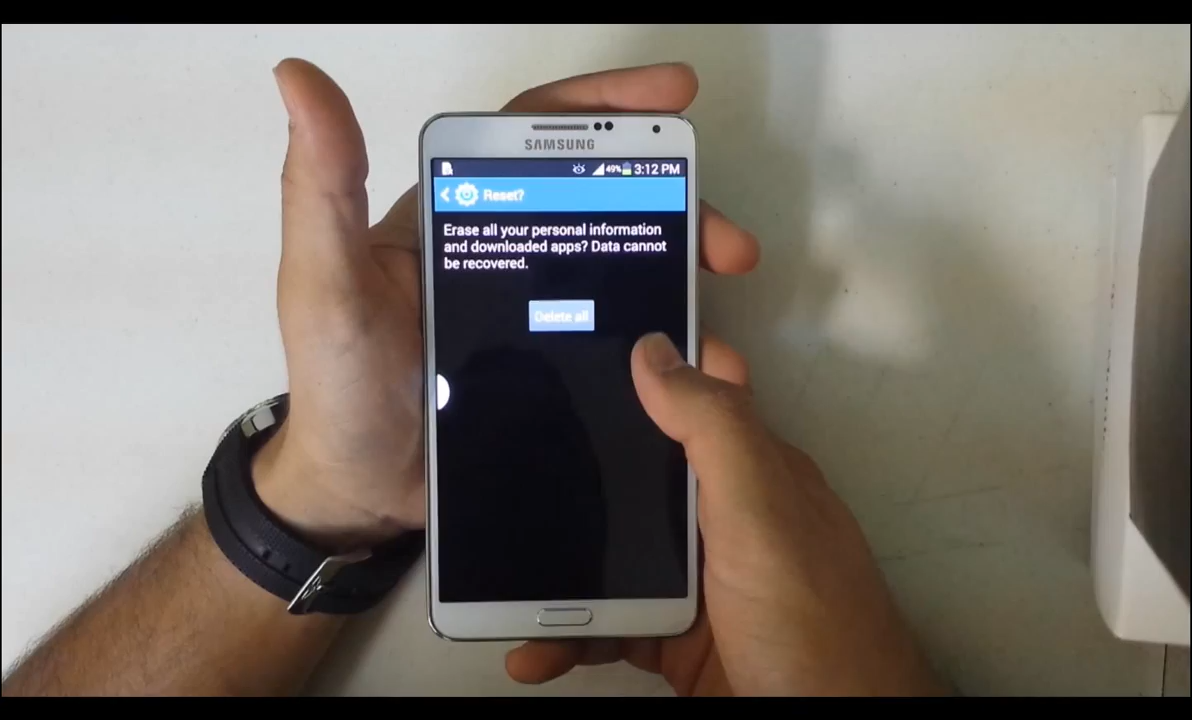 SAMSUNG
49% 3:12 PM
Reset?
Erase all your personal information
and downloaded apps? Data cannot
be recovered.
Delete all